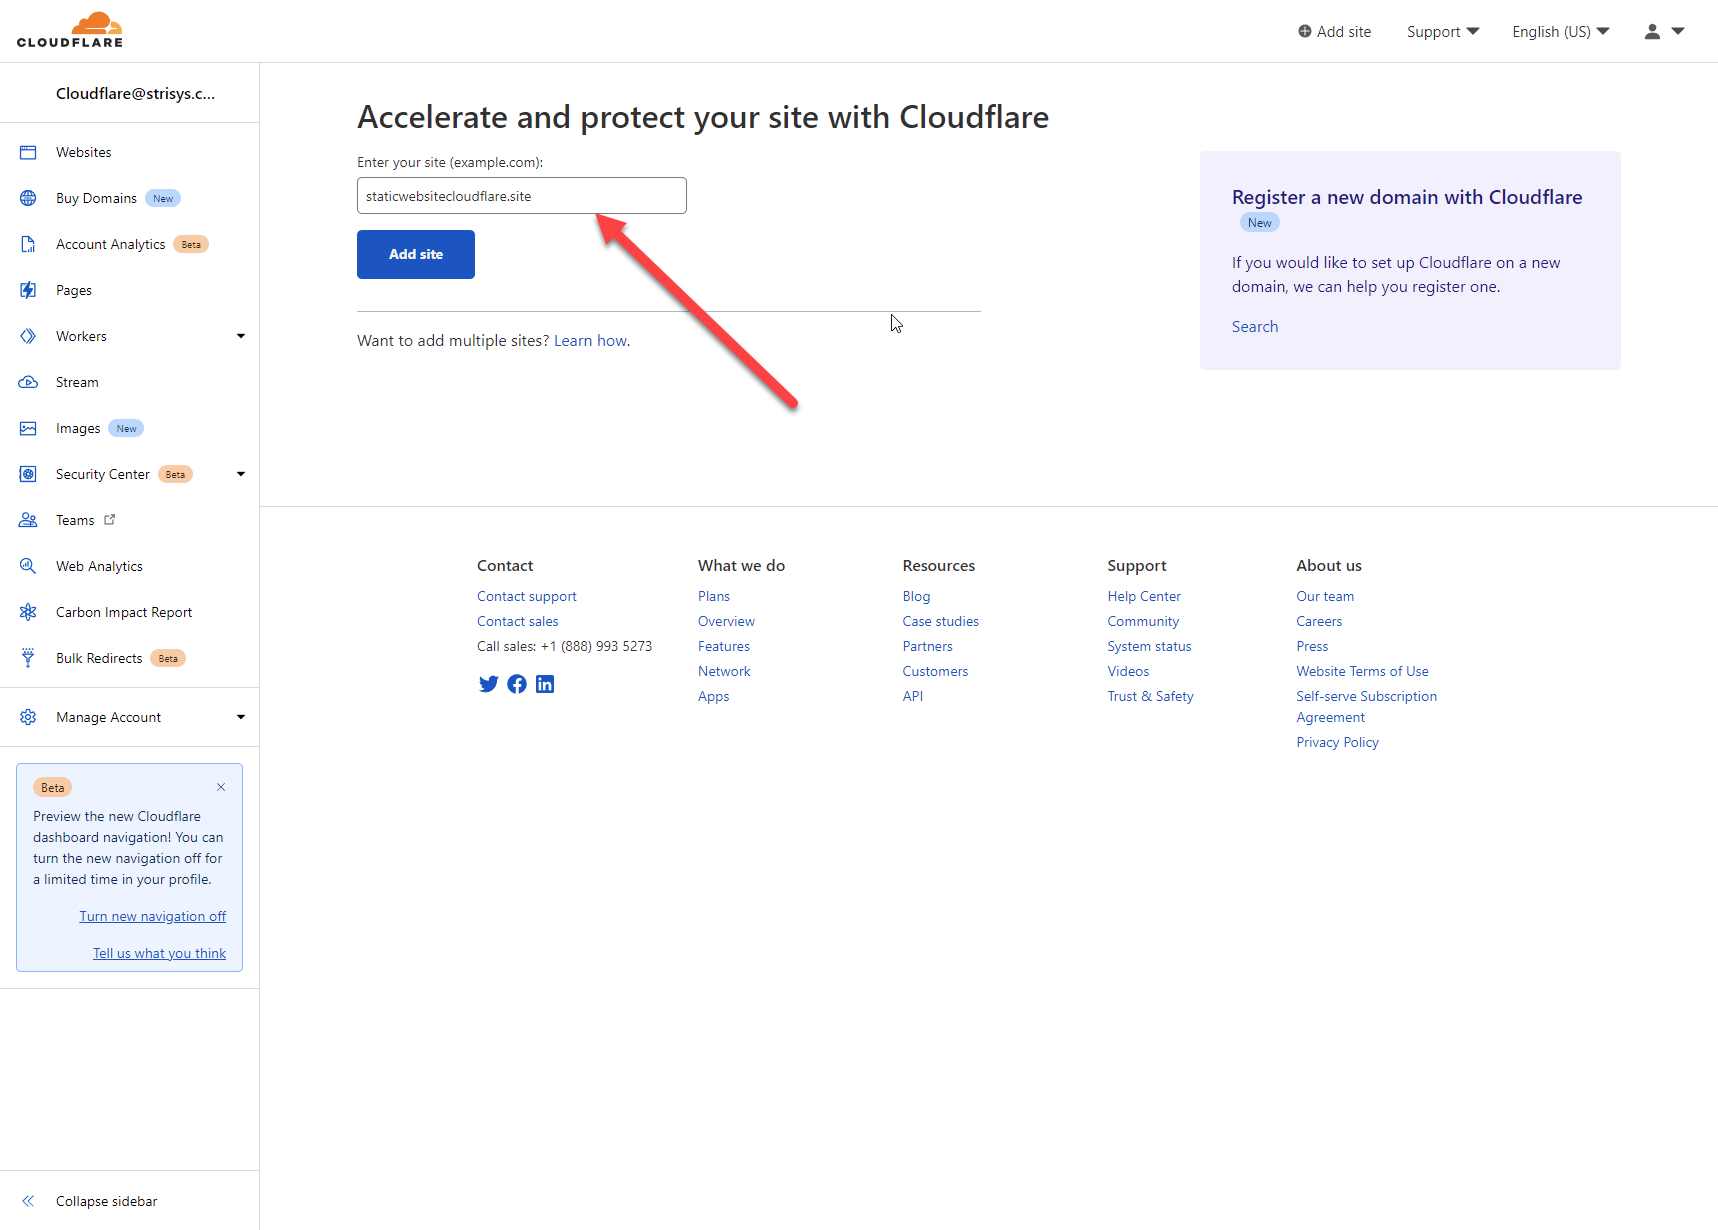 CLOUDFLARE
Add site
Support
English (US)
Cloudflare@strisys.c...
Websites
Buy Domains New
Account Analytics Beta
Pages
Workers
Stream
Images New
Security Center Beta
Teams
Web Analytics
Carbon Impact Report
Bulk Redirects Beta
Manage Account
Beta
Preview the new Cloudflare
dashboard navigation! You can
turn the new navigation off for
a limited time in your profile.
Turn new navigation off
Tell us what you think
Collapse sidebar
Accelerate and protect your site with Cloudflare
Enter your site (example.com):
staticwebsitecloudflare.site
Add site
Want to add multiple sites? Learn how.
Register a new domain with Cloudflare
New
If you would like to set up Cloudflare on a new
domain, we can help you register one.
Search
Contact
Contact support
Contact sales
Call sales: +1 (888) 993 5273
What we do
Plans
Overview
Features
Network
Apps
Resources
Blog
Case studies
Partners
Customers
API
Support
Help Center
Community
System status
Videos
Trust & Safety
About us
Our team
Careers
Press
Website Terms of Use
Self-serve Subscription
Agreement
Privacy Policy